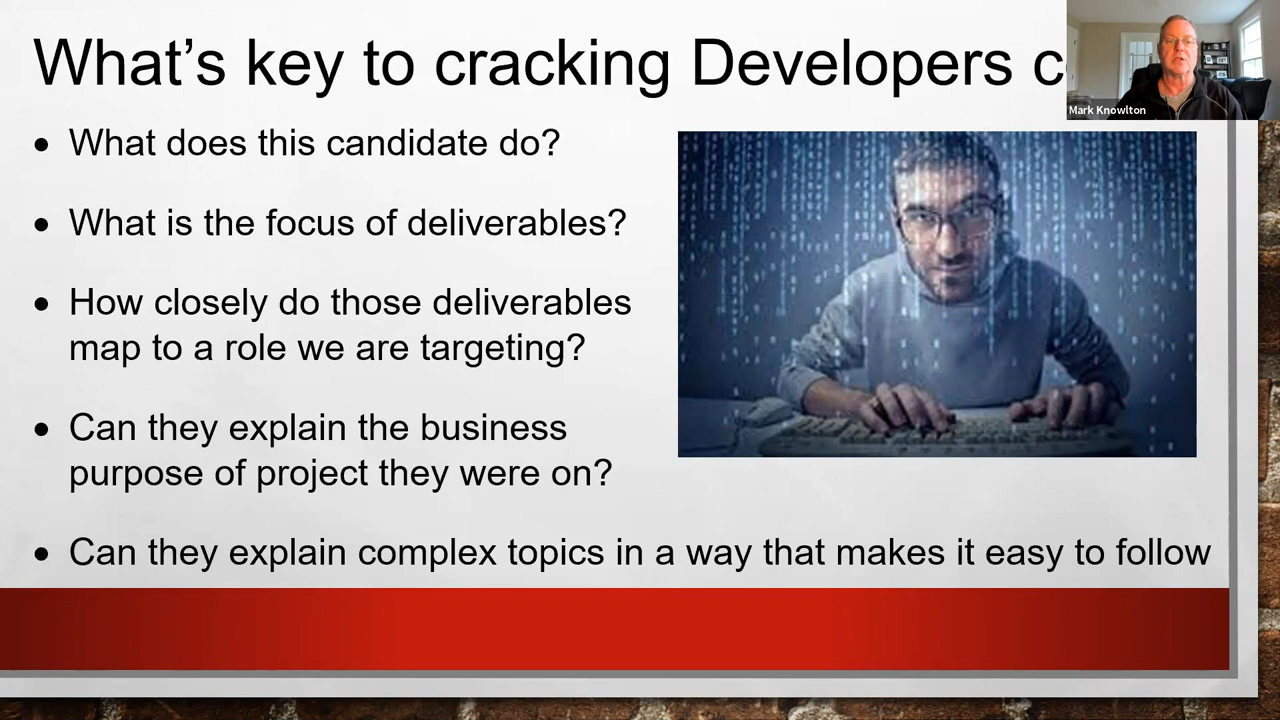 What’s key to cracking Developers
Mark Knowlton
• What does this candidate do?
• What is the focus of deliverables?
• How closely do those deliverables
map to a role we are targeting?
• Can they explain the business
purpose of project they were on?
• Can they explain complex topics in a way that makes it easy to follow